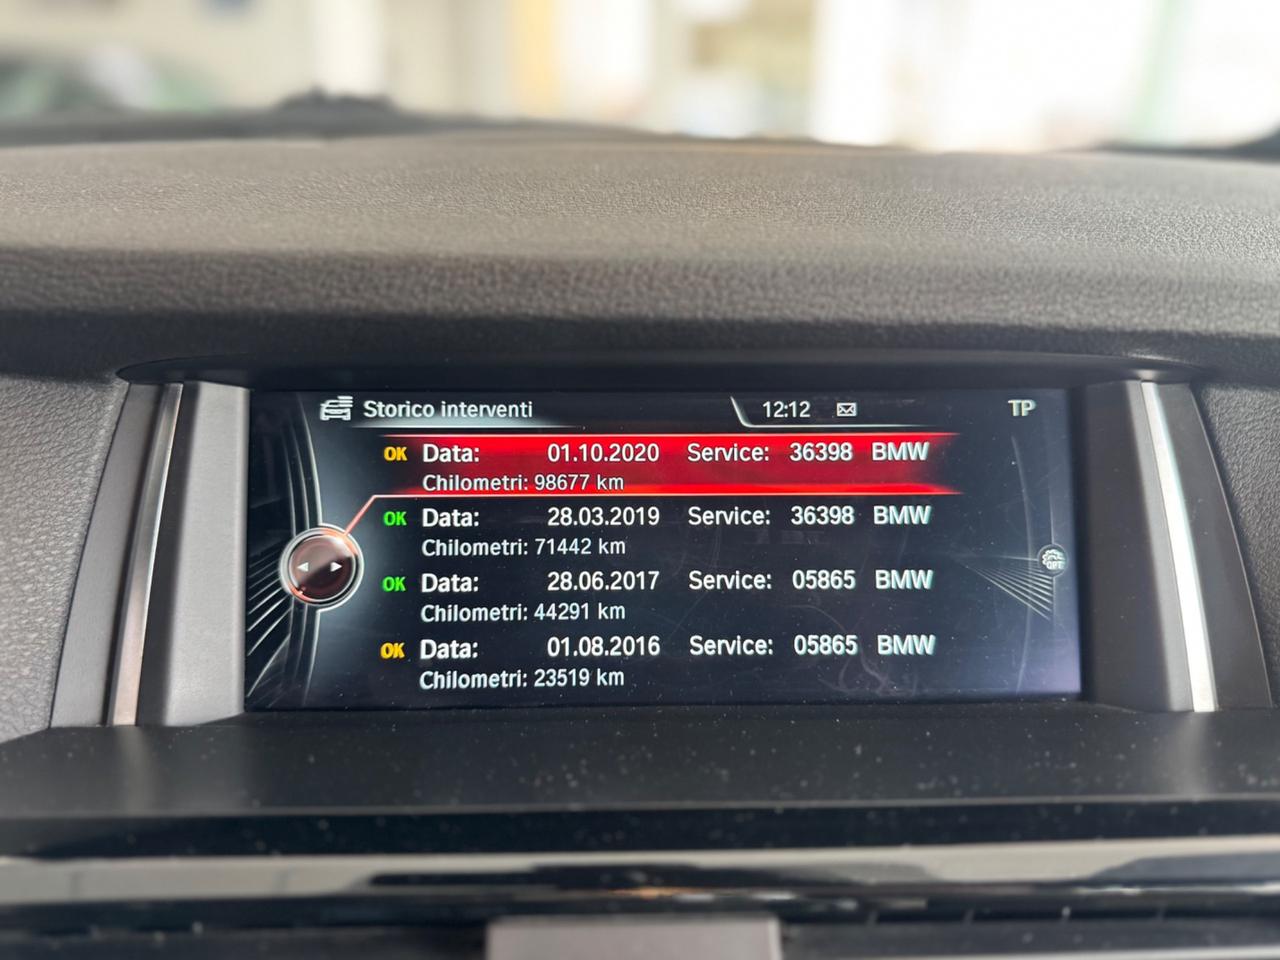 Storico interventi 12:12 TP
OK Data: 01.10.2020 Service: 36398 BMW
Chilometri: 98677 km
OK Data: 28.03.2019 Service: 36398 BMW
Chilometri: 71442 km
OPT
OK Data: 28.06.2017 Service: 05865 BMW
Chilometri: 44291 km
OK Data: 01.08.2016 Service: 05865 BMW
Chilometri: 23519 km